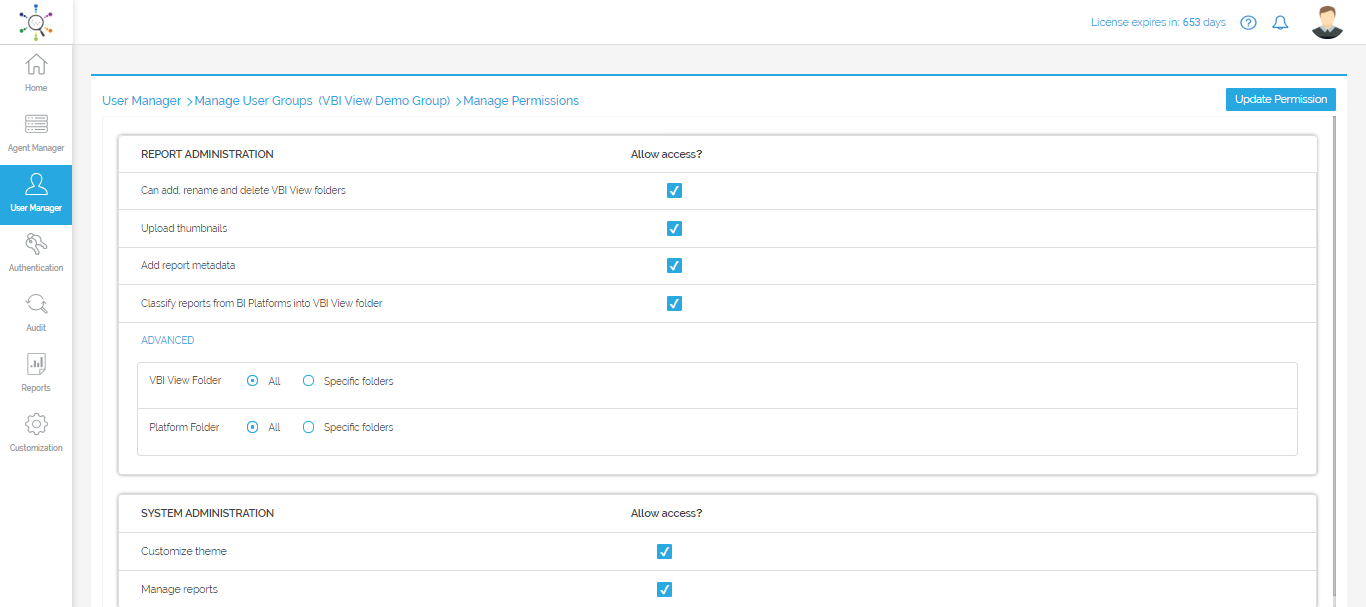 License expires in: 653 days
Home
Agent Manager
User Manager
Authentication
Audit
Reports
Customization
User Manager >Manage User Groups (VBI View Demo Group) >Manage Permissions
Update Permission
REPORT ADMINISTRATION Allow access?
Can add, rename and delete VBI View folders
Upload thumbnails
Add report metadata
Classify reports from BI Platforms into VBI View folder
ADVANCED
VBI View Folder All Specific folders
Platform Folder All Specific folders
SYSTEM ADMINISTRATION Allow access?
Customize theme
Manage reports